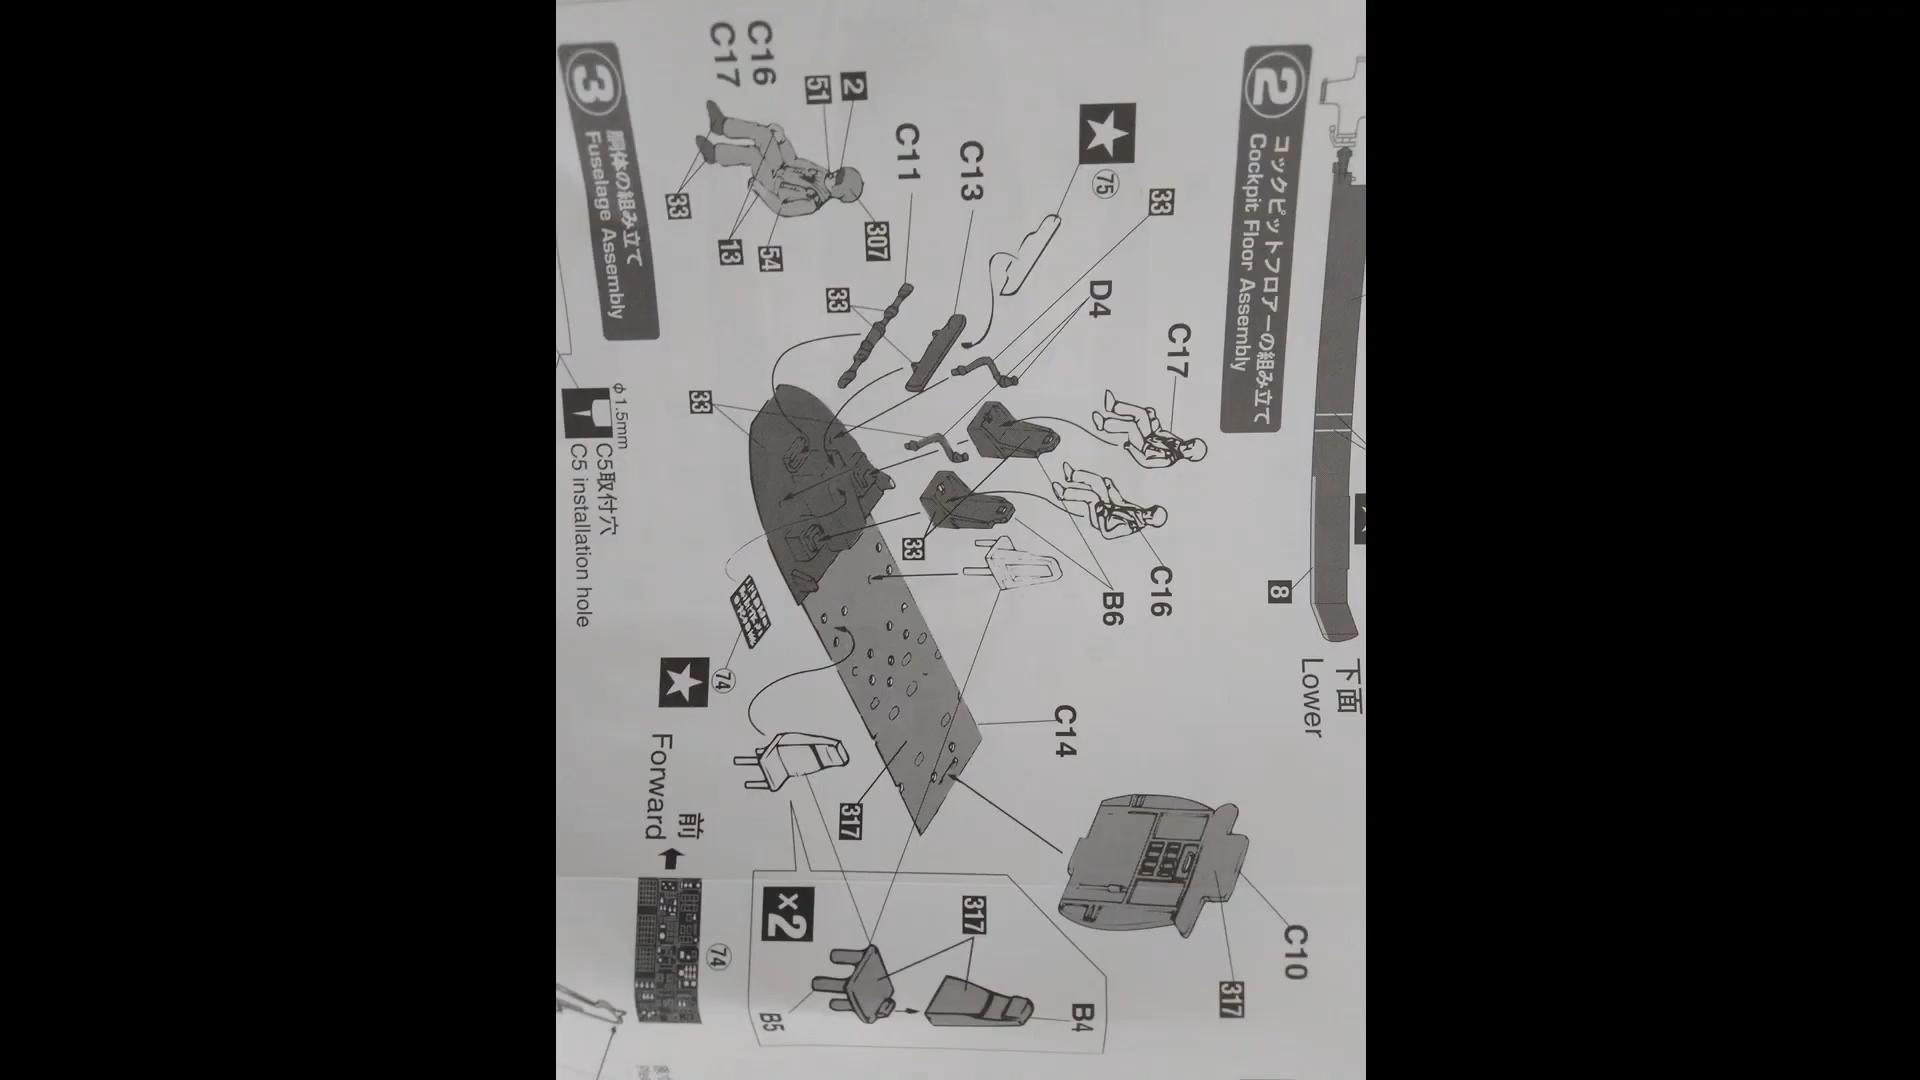 下面
Lower
8
2
コックピットフロアーの組み立て
Cockpit Floor Assembly
C17
C16
B6
D4
33
75
C13
C11
33
33
33
C16
C17
2
51
307
54
13
33
C14
C10
317
317
74
×2
317
B4
B5
前
Forward
74
3
胴体の組み立て
Fuselage Assembly
φ1.5mm
C5取付穴
C5 installation hole